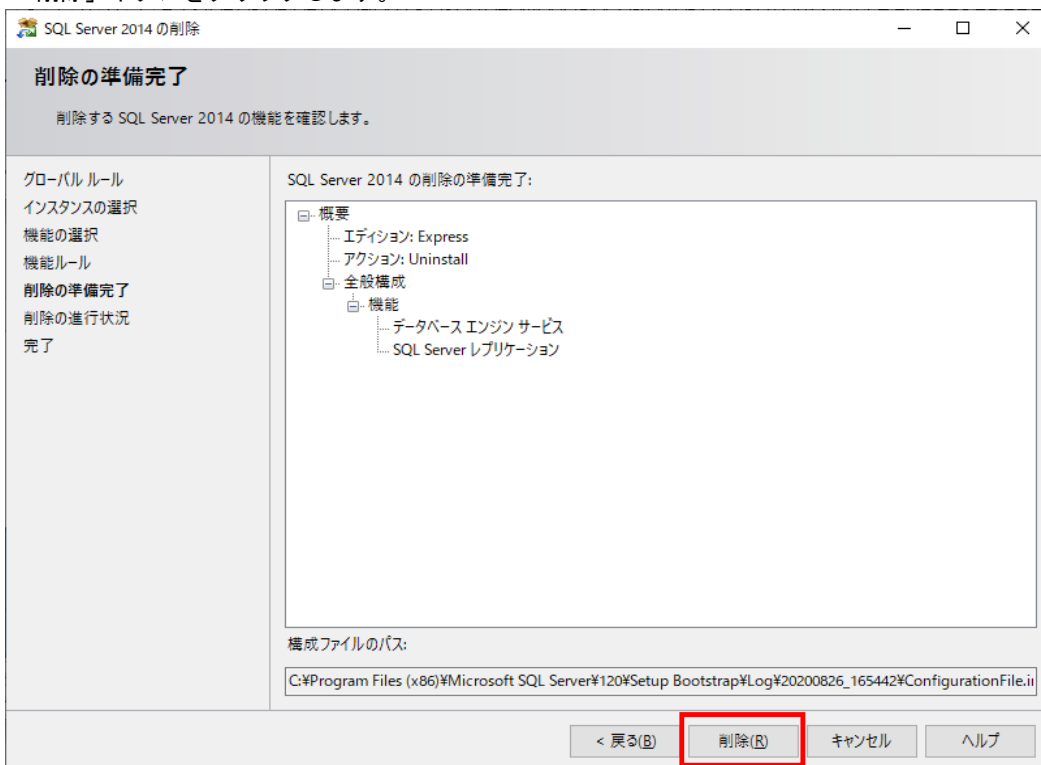 SQL Server 2014 の削除
削除の準備完了
削除する SQL Server 2014 の機能を確認します。
グローバル ルール
インスタンスの選択
機能の選択
機能ルール
削除の準備完了
削除の進行状況
完了
SQL Server 2014 の削除の準備完了:
概要
エディション: Express
アクション: Uninstall
全般構成
機能
データベース エンジン サービス
SQL Server レプリケーション
構成ファイルのパス:
C:¥Program Files (x86)¥Microsoft SQL Server¥120¥Setup Bootstrap¥Log¥20200826_165442¥ConfigurationFile.i
< 戻る(B)
削除(R)
キャンセル
ヘルプ